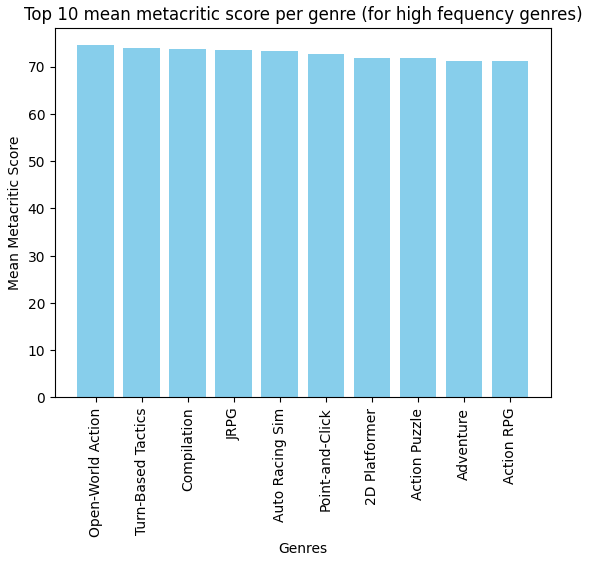 Top 10 mean metacritic score per genre (for high fequency genres)
Mean Metacritic Score
70
60
50
40
30
20
10
0
Open-World Action
Turn-Based Tactics
Compilation
JRPG
Auto Racing Sim
Point-and-Click
2D Platformer
Action Puzzle
Adventure
Action RPG
Genres